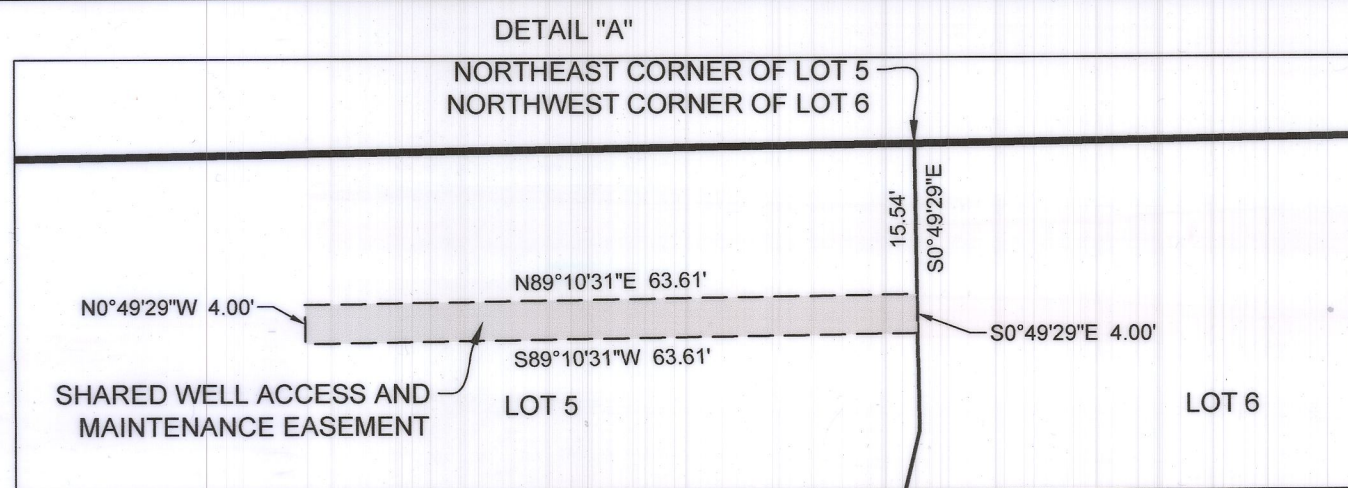 DETAIL "A"
NORTHEAST CORNER OF LOT 5
NORTHWEST CORNER OF LOT 6
15.54'
S0°49'29"E
N89°10'31"E 63.61'
N0°49'29"W 4.00'
S0°49'29"E 4.00'
S89°10'31"W 63.61'
SHARED WELL ACCESS AND
MAINTENANCE EASEMENT
LOT 5
LOT 6